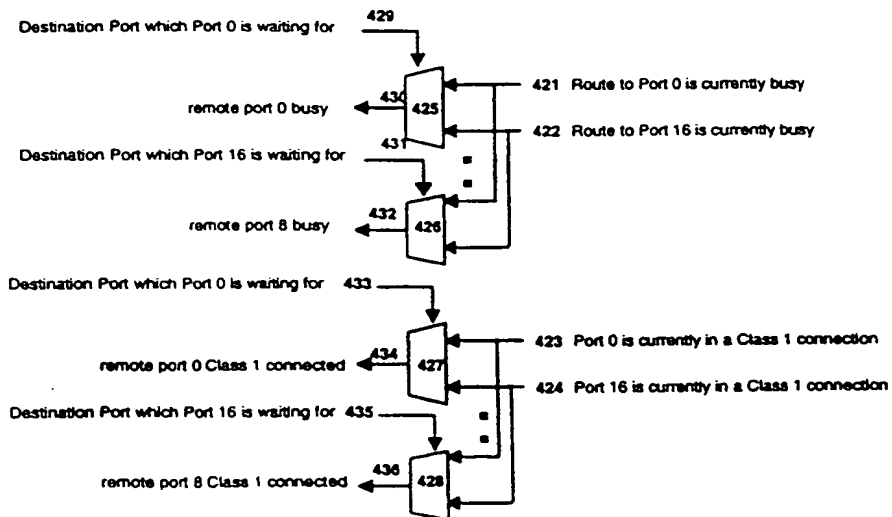 Destination Port which Port 0 is waiting for 429
430 425 421 Route to Port 0 is currently busy
remote port 0 busy
422 Route to Port 16 is currently busy
431
Destination Port which Port 16 is waiting for
432 426
remote port 8 busy
Destination Port which Port 0 is waiting for 433
423 Port 0 is currently in a Class 1 connection
remote port 0 Class 1 connected 434 427
424 Port 16 is currently in a Class 1 connection
Destination Port which Port 16 is waiting for 435
remote port 8 Class 1 connected 436 428